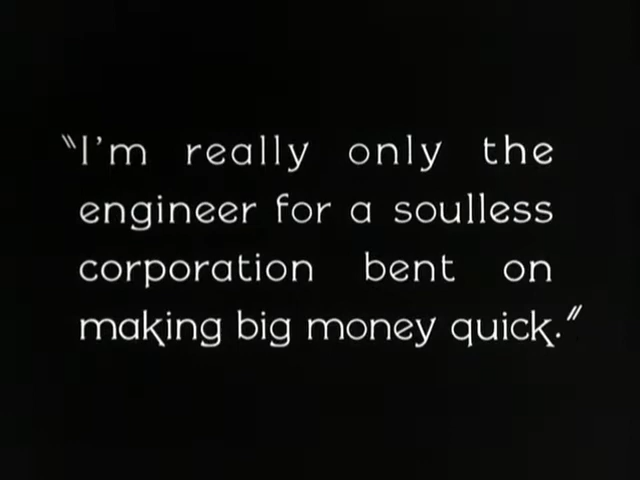 "I'm really only the
engineer for a soulless
corporation bent on
making big money quick."